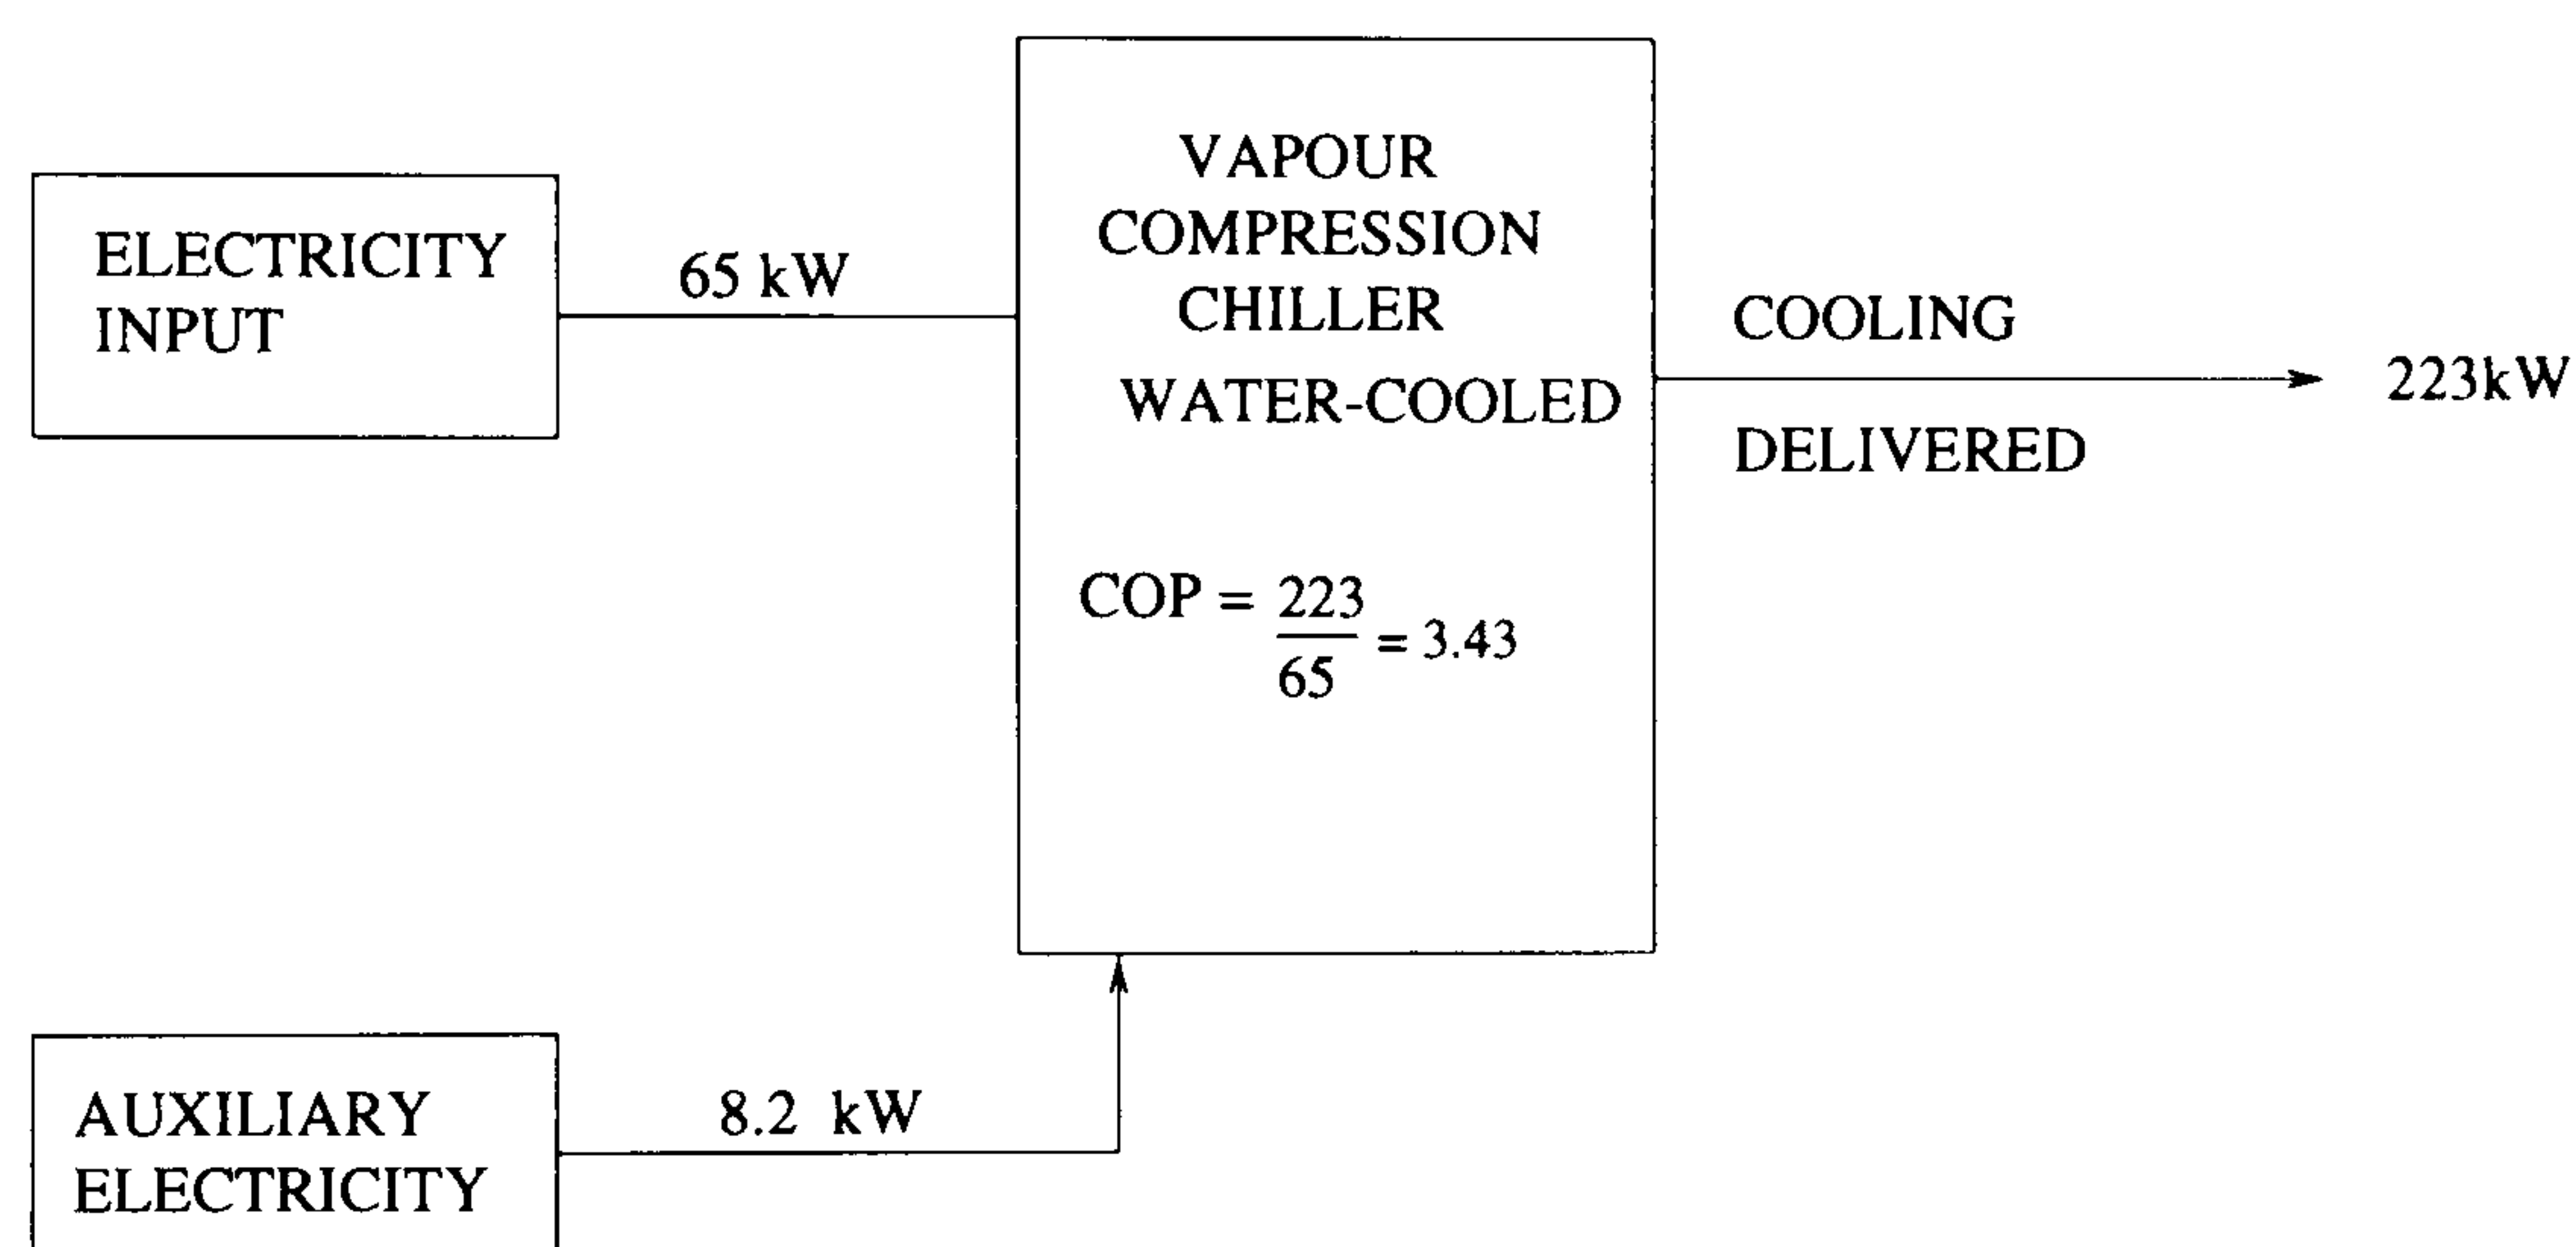 ELECTRICITY
INPUT
65 kW
VAPOUR
COMPRESSION
CHILLER
WATER-COOLED
COP = 223
65
= 3.43
COOLING
DELIVERED
223kW
AUXILIARY
ELECTRICITY
8.2 kW